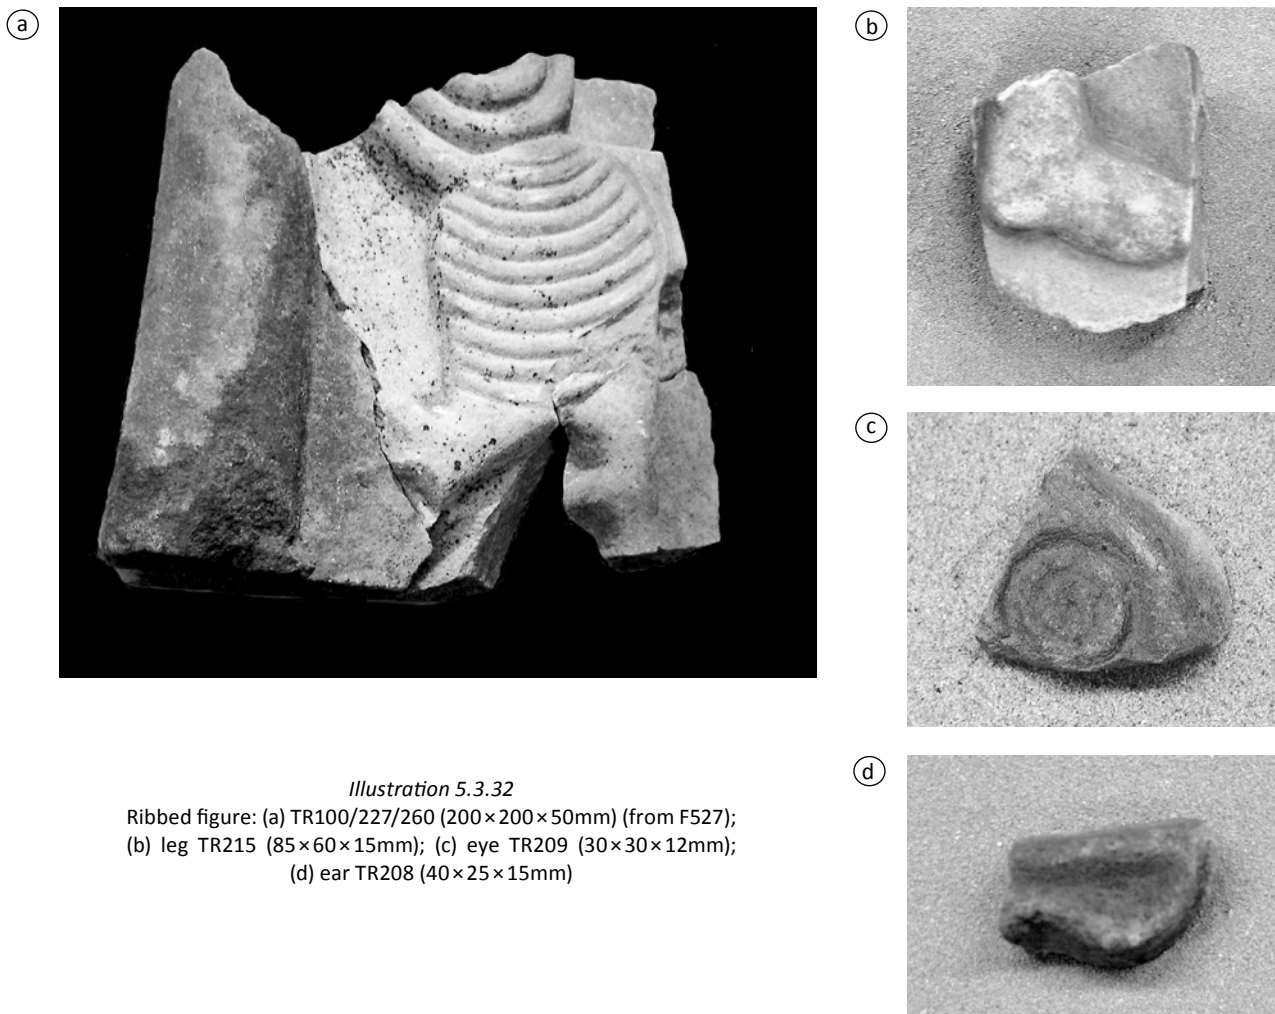 a
b
c
d
Illustration 5.3.32
Ribbed figure: (a) TR100/227/260 (200×200×50mm) (from F527);
(b) leg TR215 (85×60×15mm); (c) eye TR209 (30×30×12mm);
(d) ear TR208 (40×25×15mm)